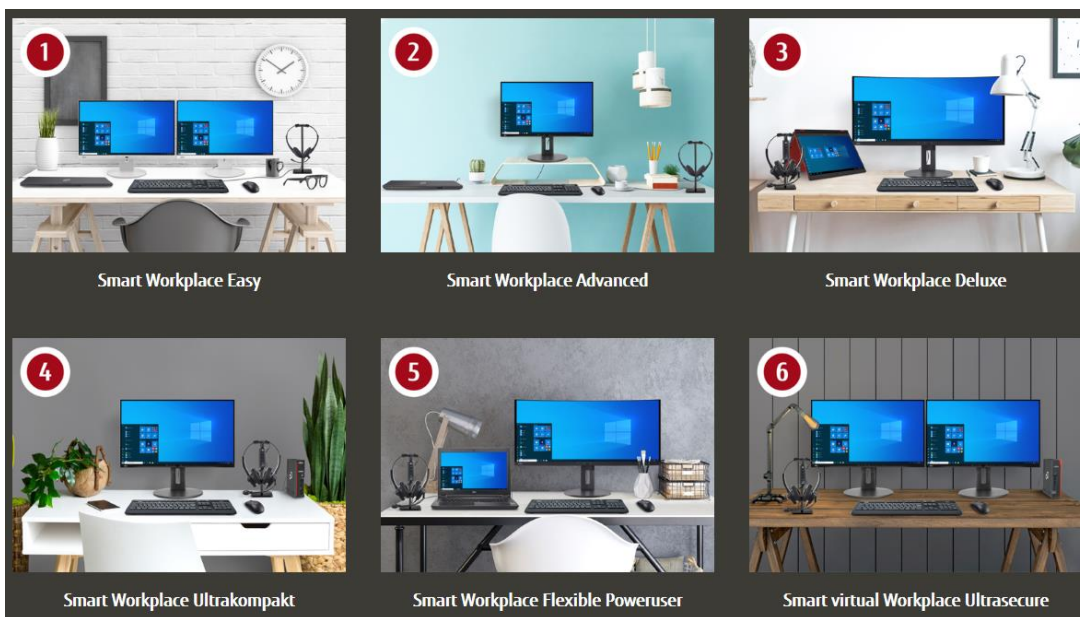 1
2
3
Smart Workplace Easy
Smart Workplace Advanced
Smart Workplace Deluxe
4
5
6
Smart Workplace Ultrakompakt
Smart Workplace Flexible Poweruser
Smart virtual Workplace Ultrasecure